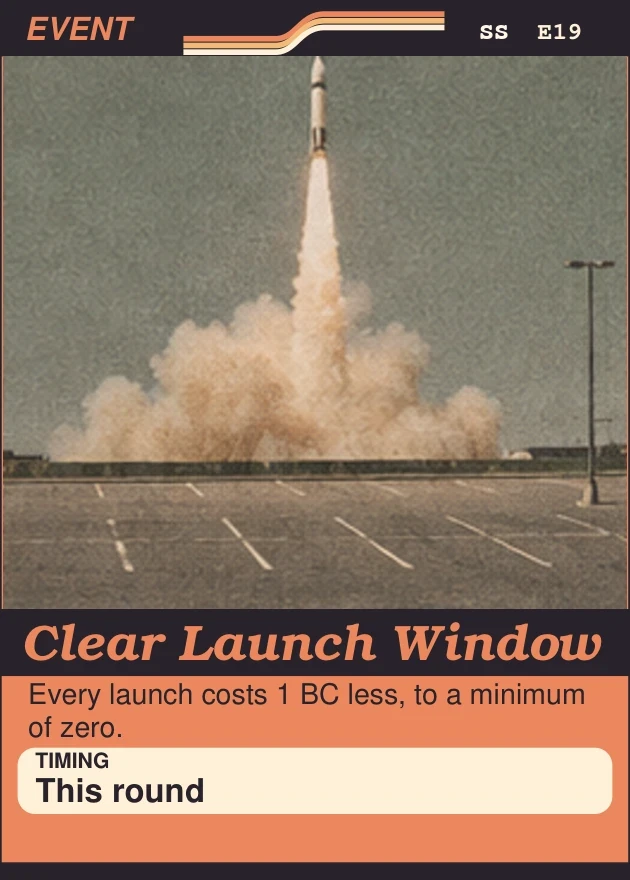 EVENT
SS E19
Clear Launch Window
Every launch costs 1 BC less, to a minimum
of zero.
TIMING
This round